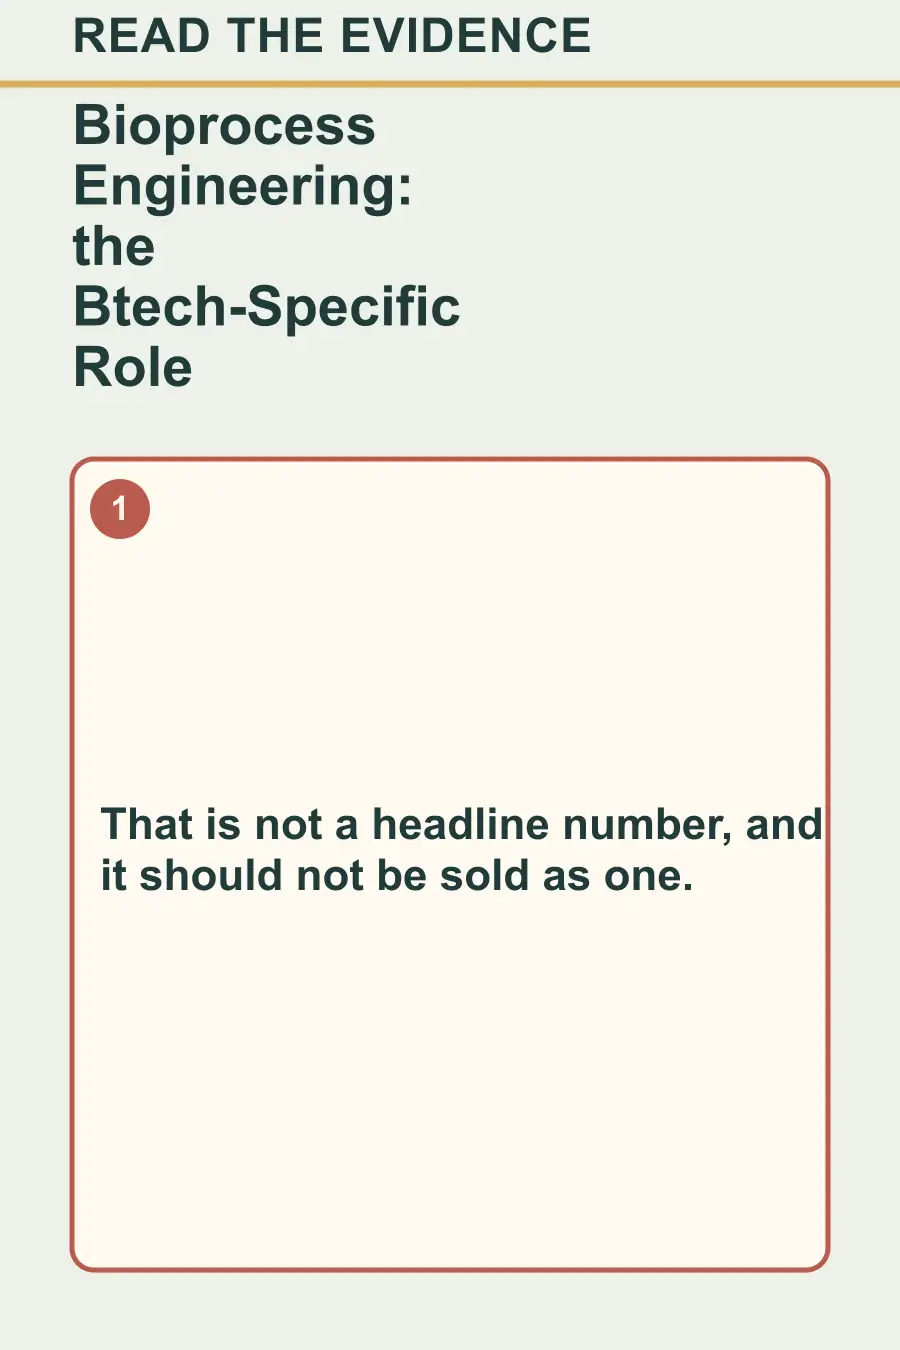 READ THE EVIDENCE
Bioprocess
Engineering:
the
Btech-Specific
Role
1
That is not a headline number, and
it should not be sold as one.